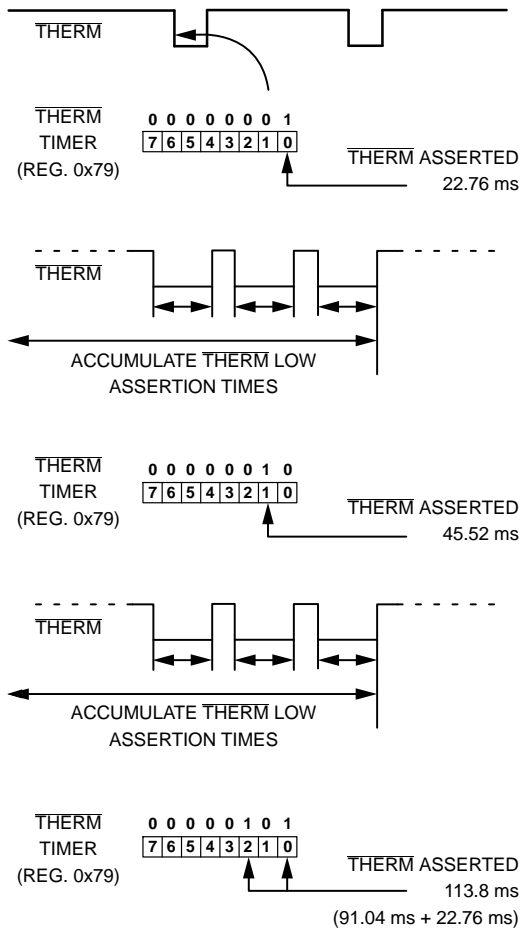 THERM
THERM
TIMER
(REG. 0x79)
0 0 0 0 0 0 0 1
7 6 5 4 3 2 1 0
THERM ASSERTED
22.76 ms
THERM
ACCUMULATE THERM LOW
ASSERTION TIMES
THERM
TIMER
(REG. 0x79)
0 0 0 0 0 0 1 0
7 6 5 4 3 2 1 0
THERM ASSERTED
45.52 ms
THERM
ACCUMULATE THERM LOW
ASSERTION TIMES
THERM
TIMER
(REG. 0x79)
0 0 0 0 0 1 0 1
7 6 5 4 3 2 1 0
THERM ASSERTED
113.8 ms
(91.04 ms + 22.76 ms)